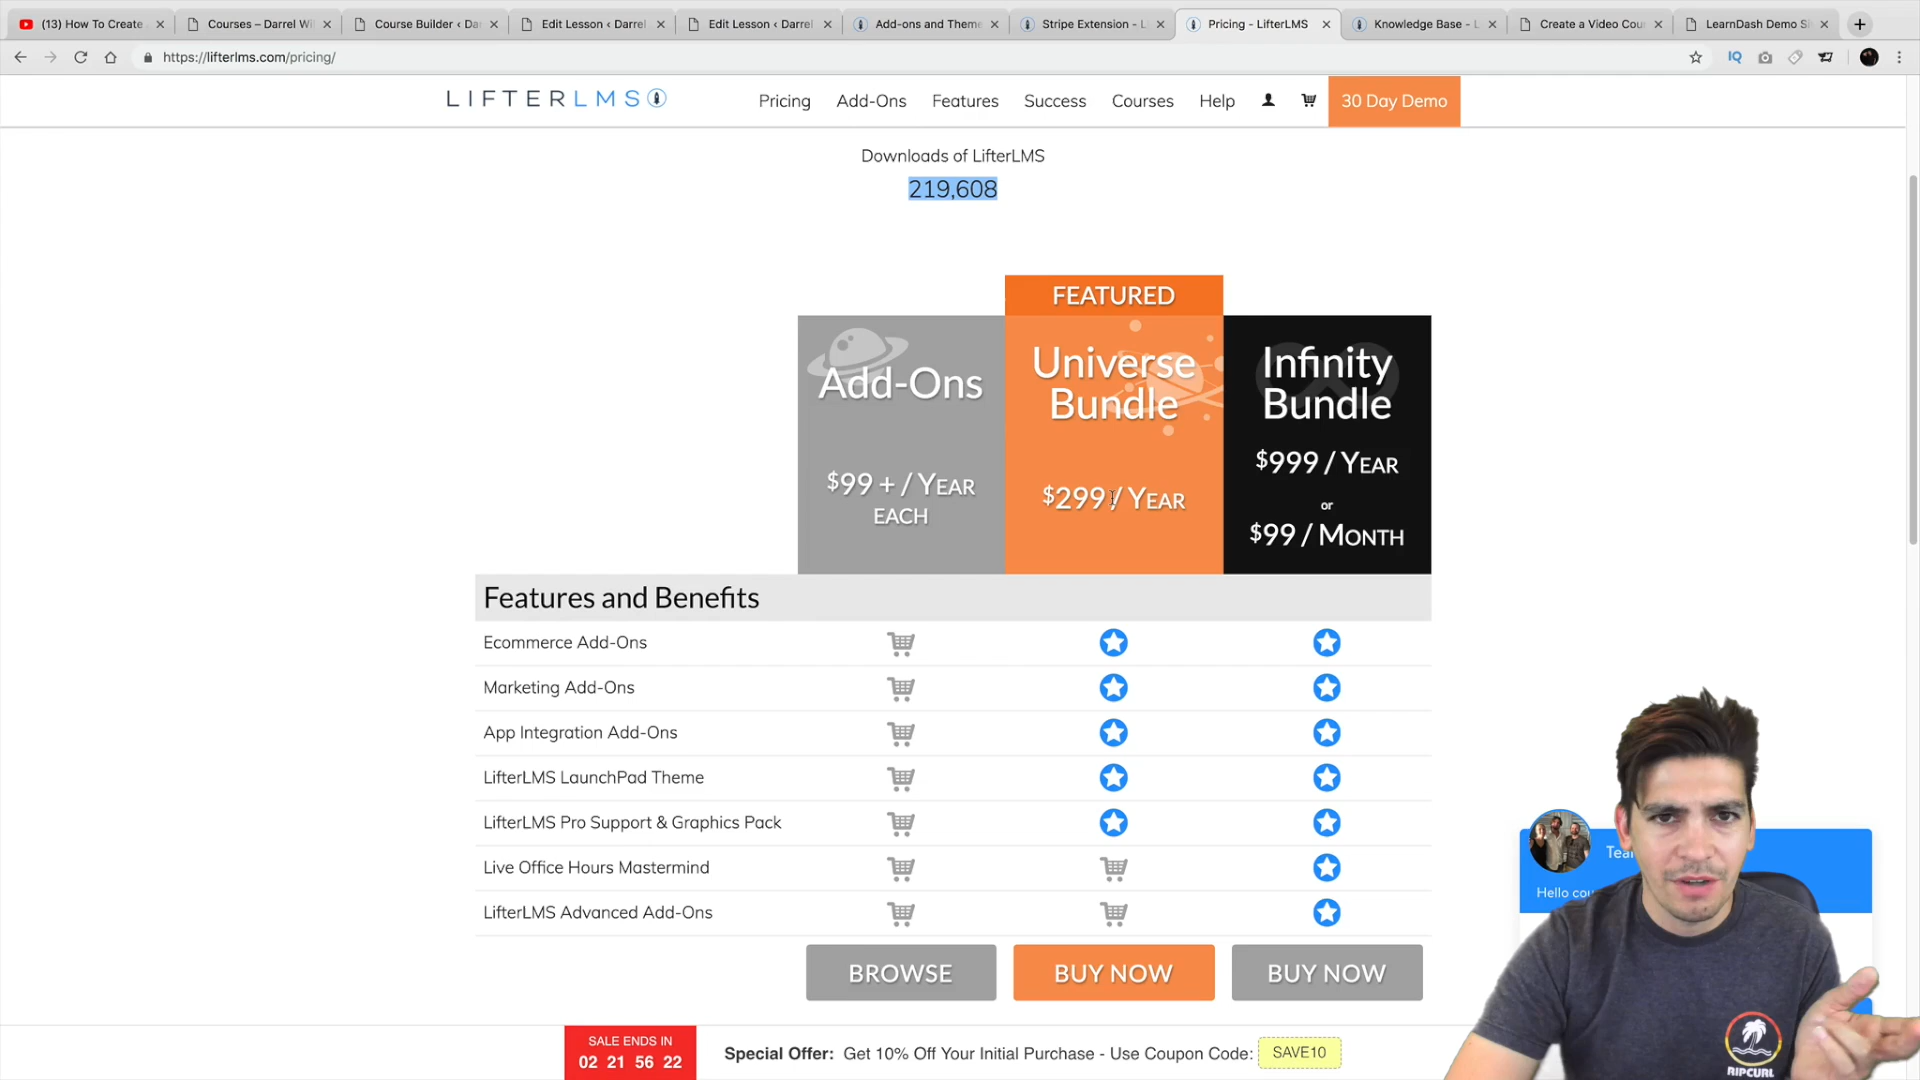 (13) How To Create
Courses – Darrel Wi
Course Builder ‹ Da
Edit Lesson ‹ Darrel
Edit Lesson ‹ Darrel
Add-ons and Theme
Stripe Extension - L
Pricing - LifterLMS
Knowledge Base - L
Create a Video Cou
LearnDash Demo Si
https://lifterlms.com/pricing/
IQ
LIFTERLMS
Pricing
Add-Ons
Features
Success
Courses
Help
30 Day Demo
Downloads of LifterLMS
219,608
FEATURED
Add-Ons
$99 + / YEAR
EACH
Universe
Bundle
$299 / YEAR
Infinity
Bundle
$999 / YEAR
or
$99 / MONTH
Features and Benefits
Ecommerce Add-Ons
Marketing Add-Ons
App Integration Add-Ons
LifterLMS LaunchPad Theme
LifterLMS Pro Support & Graphics Pack
Live Office Hours Mastermind
LifterLMS Advanced Add-Ons
BROWSE
BUY NOW
BUY NOW
Hello
SALE ENDS IN
02 21 56 22
Special Offer: Get 10% Off Your Initial Purchase - Use Coupon Code:
SAVE10
RIPCURL